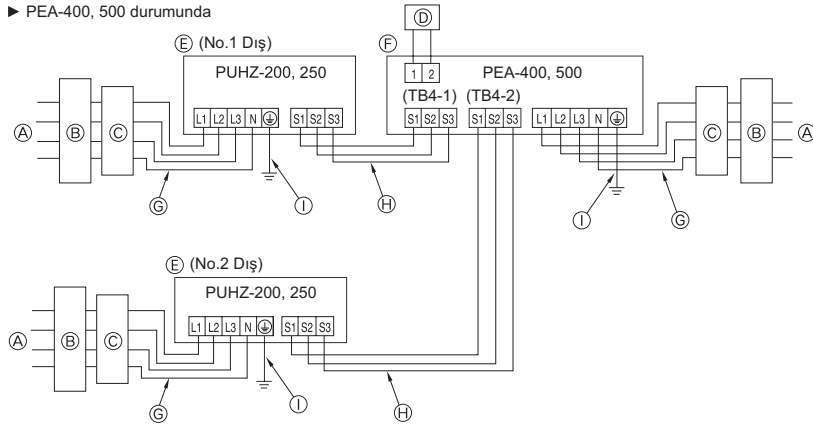 ► PEA-400, 500 durumunda
D
E (No.1 Dış)
F
PUHZ-200, 250
1 2
PEA-400, 500
(TB4-1) (TB4-2)
L1 L2 L3 N S1 S2 S3
S1 S2 S3 S1 S2 S3 L1 L2 L3 N
A B C
C B A
G I H I G
E (No.2 Dış)
PUHZ-200, 250
L1 L2 L3 N S1 S2 S3
A B C
G I H